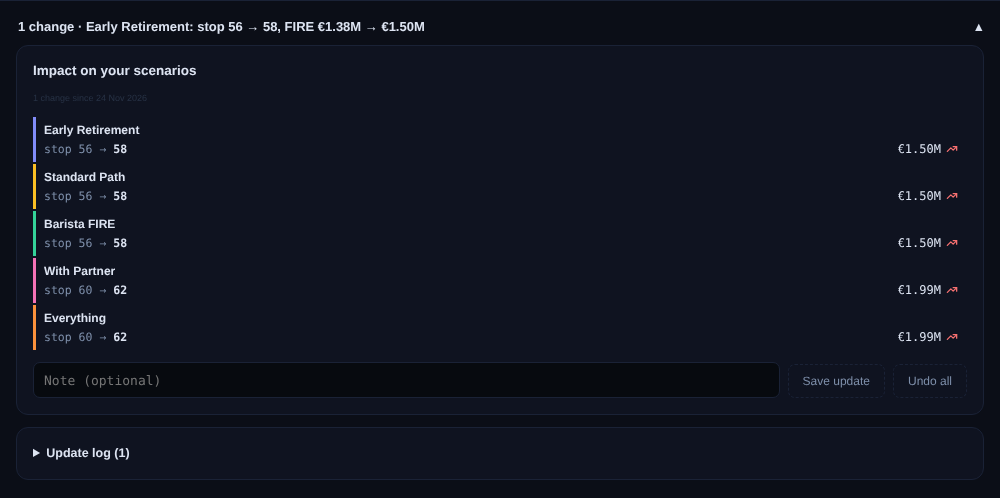 1 change · Early Retirement: stop 56 → 58, FIRE €1.38M → €1.50M ▲
Impact on your scenarios
1 change since 24 Nov 2026
Early Retirement
stop 56 → 58 €1.50M
Standard Path
stop 56 → 58 €1.50M
Barista FIRE
stop 56 → 58 €1.50M
With Partner
stop 60 → 62 €1.99M
Everything
stop 60 → 62 €1.99M
Note (optional) Save update Undo all
▶ Update log (1)